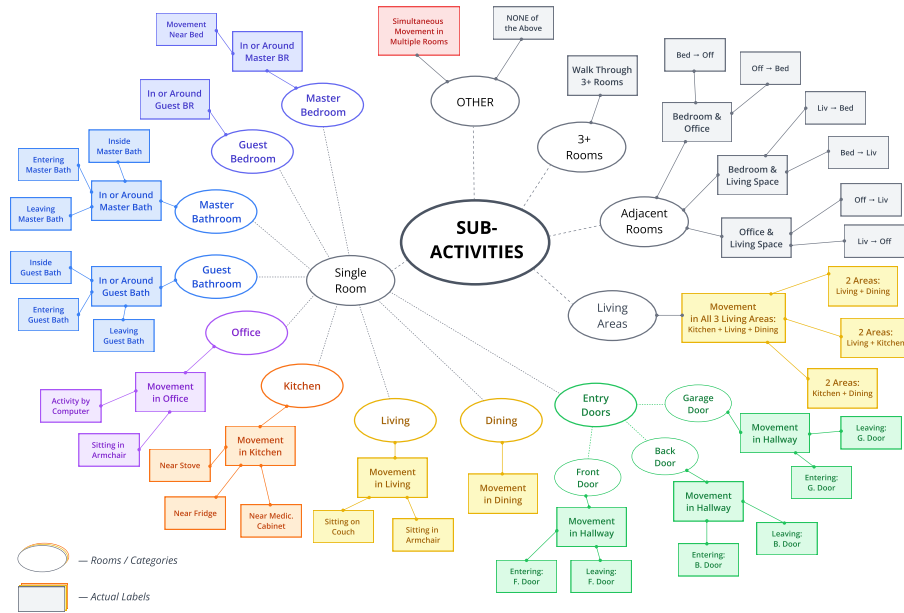 Movement
Near Bed
In or Around
Master BR
Simultaneous
Movement in
Multiple Rooms
NONE of
the Above
OTHER
Walk Through
3+ Rooms
3+
Rooms
Bed → Off
Off → Bed
Bedroom &
Office
Liv → Bed
Bedroom &
Living Space
Bed → Liv
Adjacent
Rooms
Off → Liv
Office &
Living Space
Liv → Off
In or Around
Guest BR
Master
Bedroom
Guest
Bedroom
Inside
Master Bath
Entering
Master Bath
In or Around
Master Bath
Leaving
Master Bath
Master
Bathroom
SUB-
ACTIVITIES
Inside
Guest Bath
In or Around
Guest Bath
Entering
Guest Bath
Leaving
Guest Bath
Guest
Bathroom
Single
Room
Living
Areas
Movement
in All 3 Living Areas:
Kitchen + Living + Dining
2 Areas:
Living + Dining
2 Areas:
Living + Kitchen
2 Areas:
Kitchen + Dining
Office
Movement
in Office
Activity by
Computer
Sitting in
Armchair
Kitchen
Movement
in Kitchen
Near Stove
Near Fridge
Near Medic.
Cabinet
Living
Movement
in Living
Sitting on
Couch
Sitting in
Armchair
Dining
Movement
in Dining
Entry
Doors
Garage
Door
Movement
in Hallway
Leaving:
G. Door
Entering:
G. Door
Back
Door
Movement
in Hallway
Leaving:
B. Door
Entering:
B. Door
Front
Door
Movement
in Hallway
Entering:
F. Door
Leaving:
F. Door
— Rooms / Categories
— Actual Labels